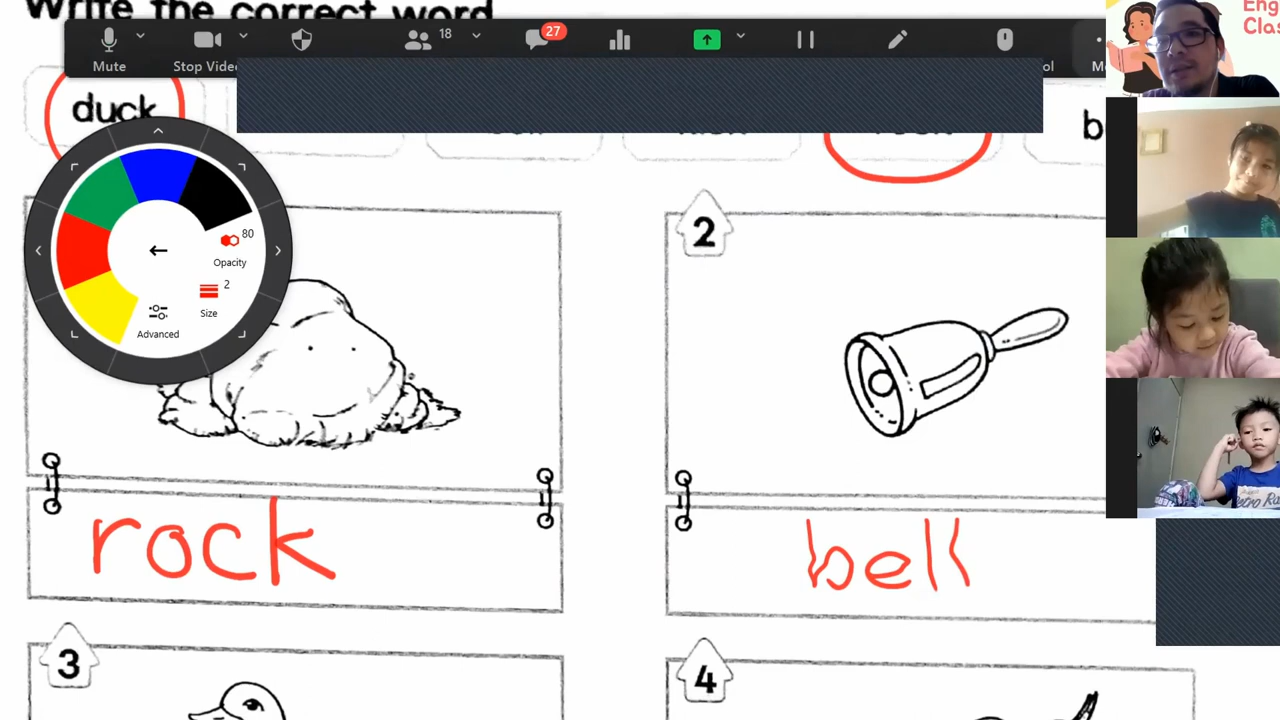 Write the correct word
18
27
Mute
Stop Video
duck
Eng
Clas
80
Opacity
2
Size
Advanced
2
rock
bell
3
4